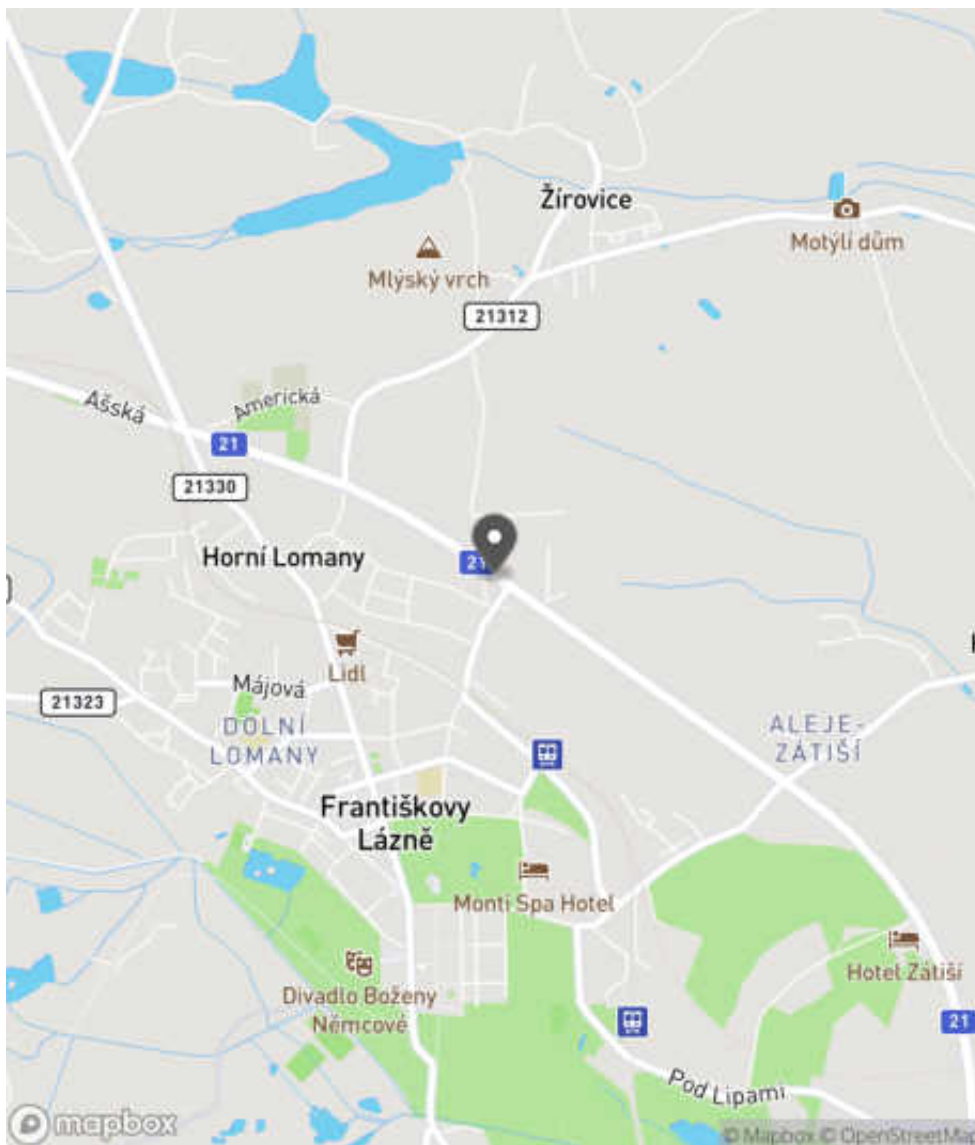 Žírovice
Motýlí dům
Mlýský vrch
21312
Americká
Ašská
21
21330
Horní Lomany
21
Lidl
Májová
21323
DOLNÍ
LOMANY
ALEJE-
ZÁTIŠÍ
Františkovy
Lázně
Monti Spa Hotel
Hotel Zátiší
Divadlo Boženy
Němcové
21
Pod Lipami
mapbox
© Mapbox © OpenStreetMa